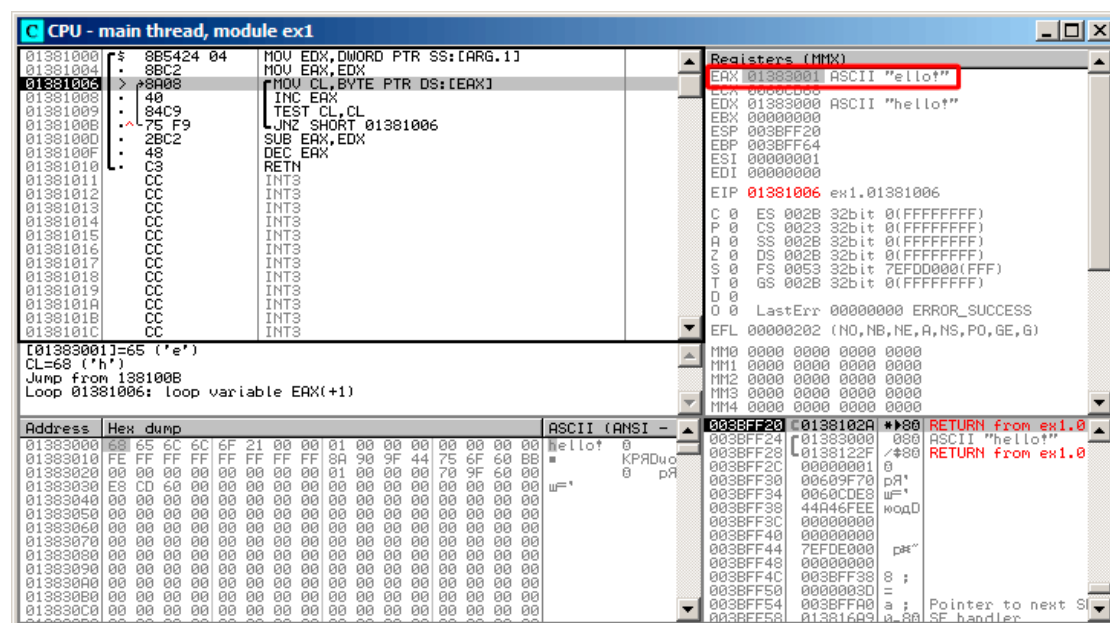 CPU - main thread, module ex1
01381000 $ 8B5424 04 MOV EDX,DWORD PTR SS:[ARG.1]
01381004 . 8BC2 MOV EAX,EDX
01381006 > 8A08 MOV CL,BYTE PTR DS:[EAX]
01381008 . 40 INC EAX
01381009 . 84C9 TEST CL,CL
0138100B .^ 75 F9 JNZ SHORT 01381006
0138100D . 2BC2 SUB EAX,EDX
0138100F . 48 DEC EAX
01381010 . C3 RETN
01381011 CC INT3
01381012 CC INT3
01381013 CC INT3
01381014 CC INT3
01381015 CC INT3
01381016 CC INT3
01381017 CC INT3
01381018 CC INT3
01381019 CC INT3
0138101A CC INT3
0138101B CC INT3
0138101C CC INT3
[01383001]=65 ('e')
CL=68 ('h')
Jump from 138100B
Loop 01381006: loop variable EAX(+1)
Registers (MMX)
EAX 01383001 ASCII "ello!"
ECX 0060CD68
EDX 01383000 ASCII "hello!"
EBX 00000000
ESP 003BFF20
EBP 003BFF64
ESI 00000001
EDI 00000000
EIP 01381006 ex1.01381006
C 0 ES 002B 32bit 0(FFFFFFFF)
P 0 CS 0023 32bit 0(FFFFFFFF)
A 0 SS 002B 32bit 0(FFFFFFFF)
Z 0 DS 002B 32bit 0(FFFFFFFF)
S 0 FS 0053 32bit 7EFDD000(FFF)
T 0 GS 002B 32bit 0(FFFFFFFF)
D 0
O 0 LastErr 00000000 ERROR_SUCCESS
EFL 00000202 (NO,NB,NE,A,NS,PO,GE,G)
MM0 0000 0000 0000 0000
MM1 0000 0000 0000 0000
MM2 0000 0000 0000 0000
MM3 0000 0000 0000 0000
MM4 0000 0000 0000 0000
Address Hex dump ASCII (ANSI -
01383000 68 65 6C 6C 6F 21 00 00 01 00 00 00 00 00 00 00 hello! 0
01383010 FE FF FF FF FF FF FF FF 8A 90 9F 44 75 6F 60 BB ■ КРЯDuo
01383020 00 00 00 00 00 00 00 00 01 00 00 00 70 9F 60 00 0 pЯ
01383030 E8 CD 60 00 00 00 00 00 00 00 00 00 00 00 00 00 ш='
01383040 00 00 00 00 00 00 00 00 00 00 00 00 00 00 00 00
01383050 00 00 00 00 00 00 00 00 00 00 00 00 00 00 00 00
01383060 00 00 00 00 00 00 00 00 00 00 00 00 00 00 00 00
01383070 00 00 00 00 00 00 00 00 00 00 00 00 00 00 00 00
01383080 00 00 00 00 00 00 00 00 00 00 00 00 00 00 00 00
01383090 00 00 00 00 00 00 00 00 00 00 00 00 00 00 00 00
013830A0 00 00 00 00 00 00 00 00 00 00 00 00 00 00 00 00
013830B0 00 00 00 00 00 00 00 00 00 00 00 00 00 00 00 00
013830C0 00 00 00 00 00 00 00 00 00 00 00 00 00 00 00 00
003BFF20 0138102A RETURN from ex1.0
003BFF24 01383000 080 ASCII "hello!"
003BFF28 0138122F RETURN from ex1.0
003BFF2C 00000001 0
003BFF30 00609F70 pЯ'
003BFF34 0060CDE8 ш='
003BFF38 44A46FEE юодD
003BFF3C 00000000
003BFF40 00000000
003BFF44 7EFDE000
003BFF48 00000000
003BFF4C 003BFF38 8 ;
003BFF50 0000003D =
003BFF54 003BFFA0 a ; Pointer to next S
003BFF58 013816A9 SE handler